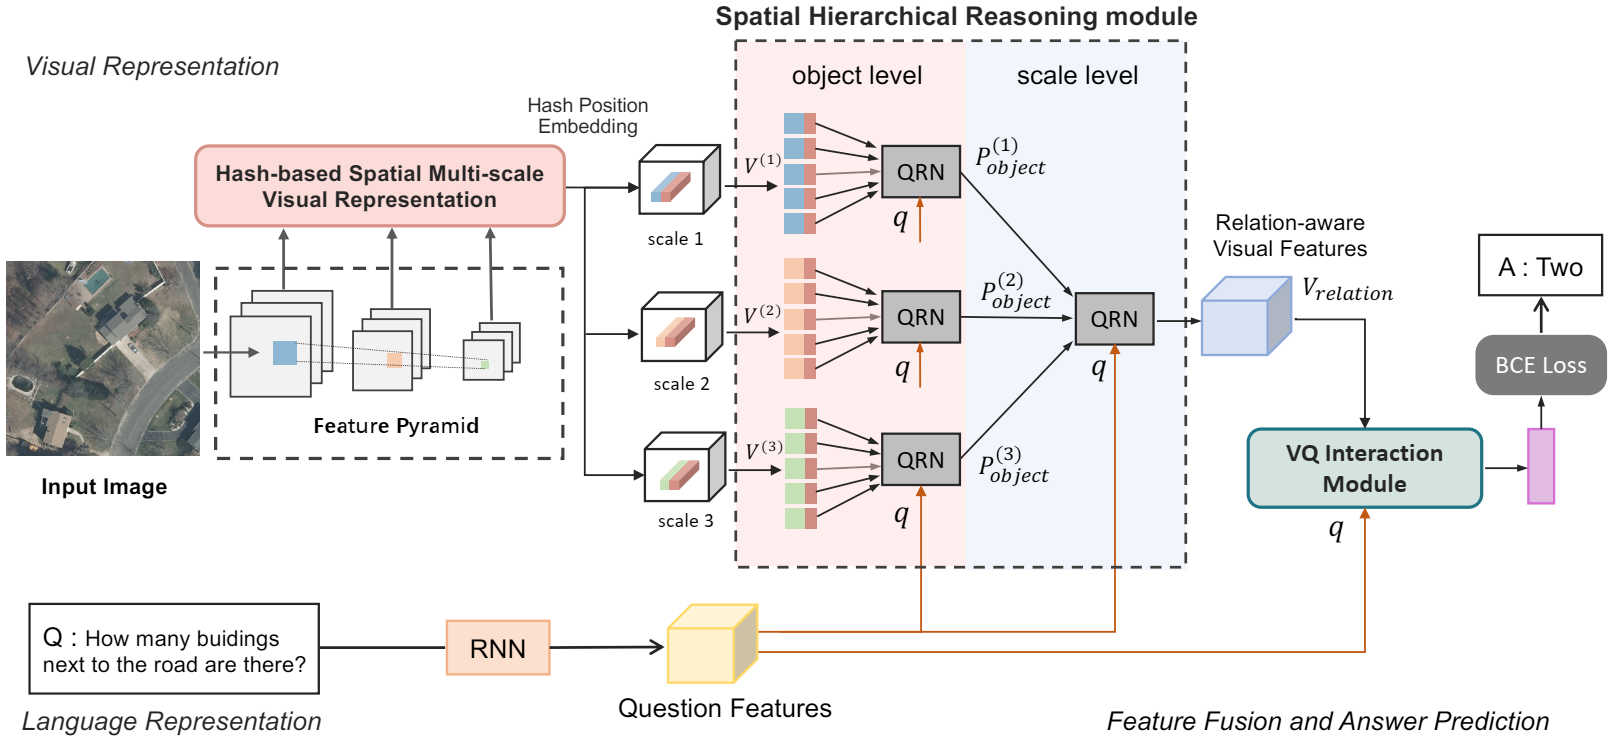 Spatial Hierarchical Reasoning module
Visual Representation
object level
scale level
Hash Position
Embedding
Hash-based Spatial Multi-scale
Visual Representation
V^{(1)}
QRN
P_{object}^{(1)}
q
scale 1
Relation-aware
Visual Features
V_{relation}
A : Two
V^{(2)}
QRN
P_{object}^{(2)}
QRN
q
q
scale 2
BCE Loss
Feature Pyramid
V^{(3)}
QRN
P_{object}^{(3)}
q
scale 3
VQ Interaction
Module
q
Input Image
Q : How many buidings
next to the road are there?
RNN
Question Features
Language Representation
Feature Fusion and Answer Prediction